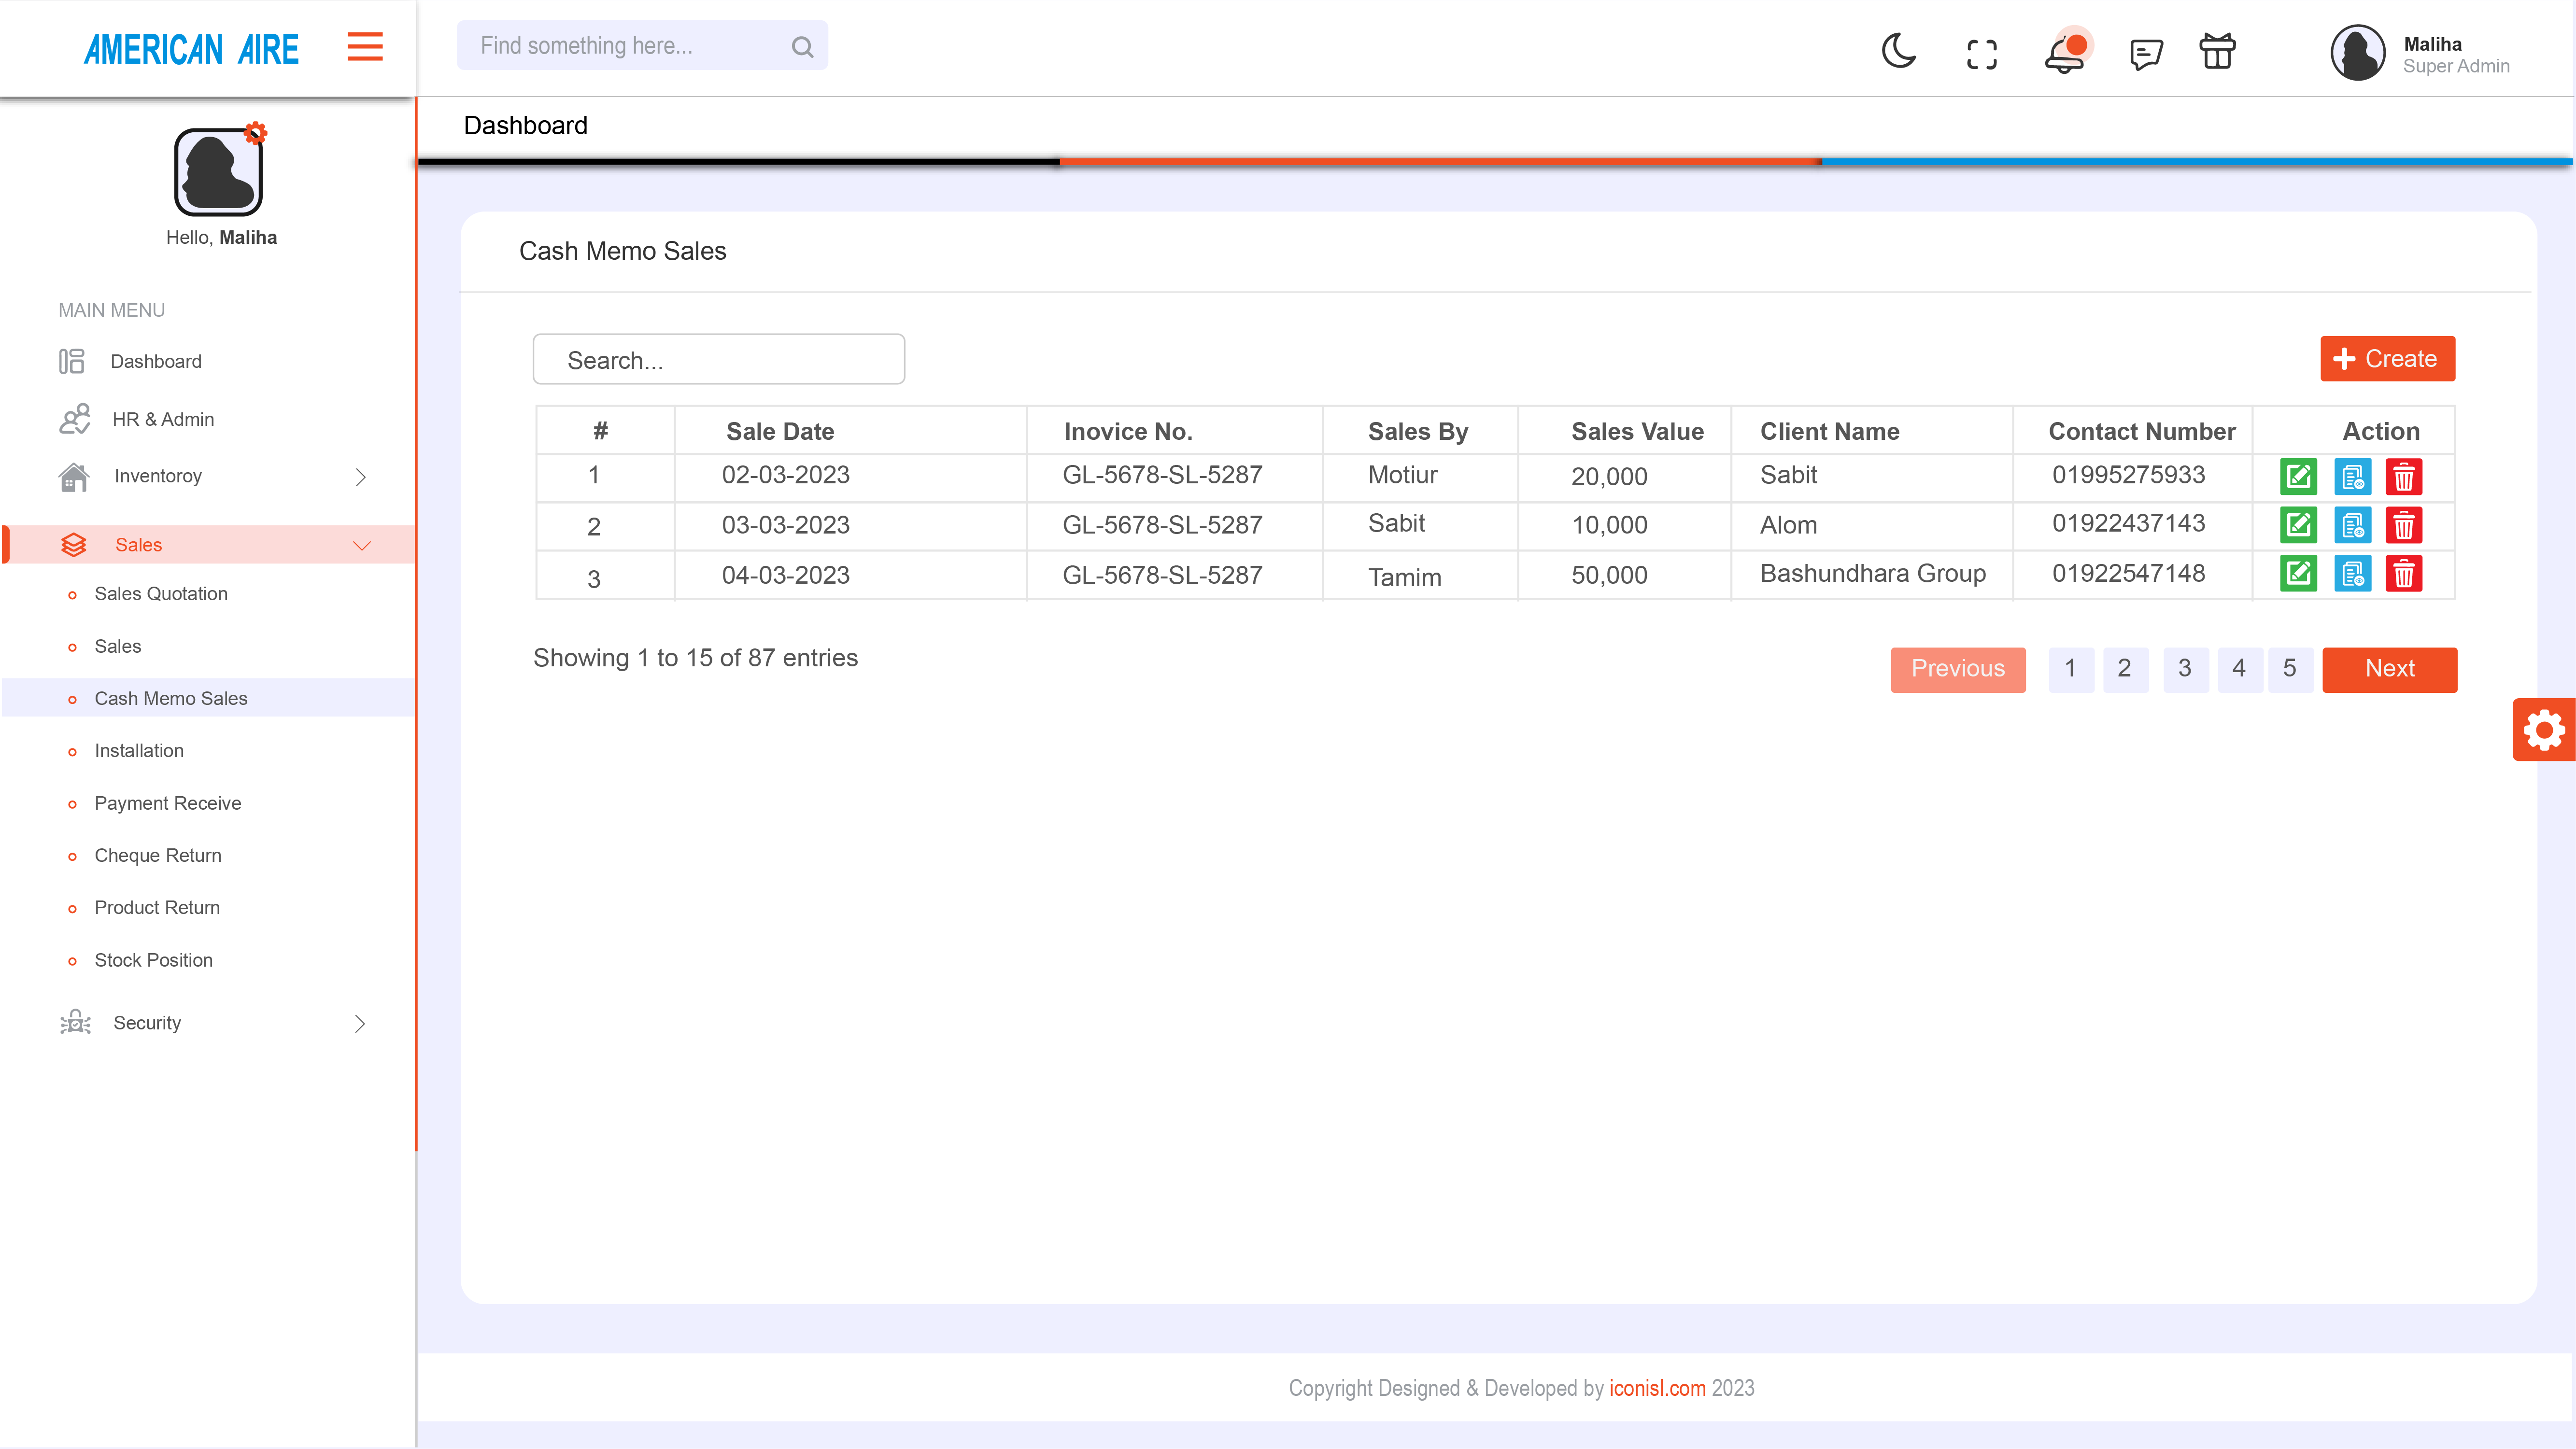 AMERICAN AIRE
Find something here...
Maliha
Super Admin
Dashboard
Hello, Maliha
MAIN MENU
Dashboard
HR & Admin
Inventoroy
Sales
Sales Quotation
Sales
Cash Memo Sales
Installation
Payment Receive
Cheque Return
Product Return
Stock Position
Security
Cash Memo Sales
Search...
Create
# Sale Date Inovice No. Sales By Sales Value Client Name Contact Number Action
1 02-03-2023 GL-5678-SL-5287 Motiur 20,000 Sabit 01995275933
2 03-03-2023 GL-5678-SL-5287 Sabit 10,000 Alom 01922437143
3 04-03-2023 GL-5678-SL-5287 Tamim 50,000 Bashundhara Group 01922547148
Showing 1 to 15 of 87 entries
Previous 1 2 3 4 5 Next
Copyright Designed & Developed by iconisl.com 2023